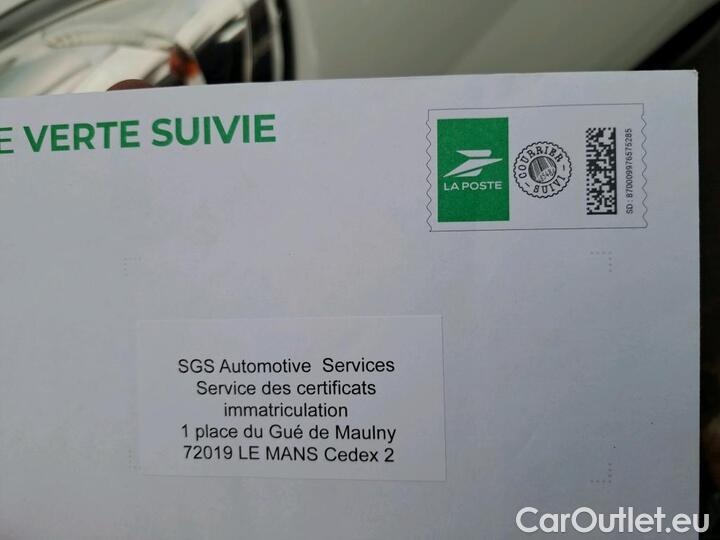 E VERTE SUIVIE
LA POSTE
COURRIER
SUIVI
SD : 870009976575285
SGS Automotive Services
Service des certificats
immatriculation
1 place du Gué de Maulny
72019 LE MANS Cedex 2
CarOutlet.eu